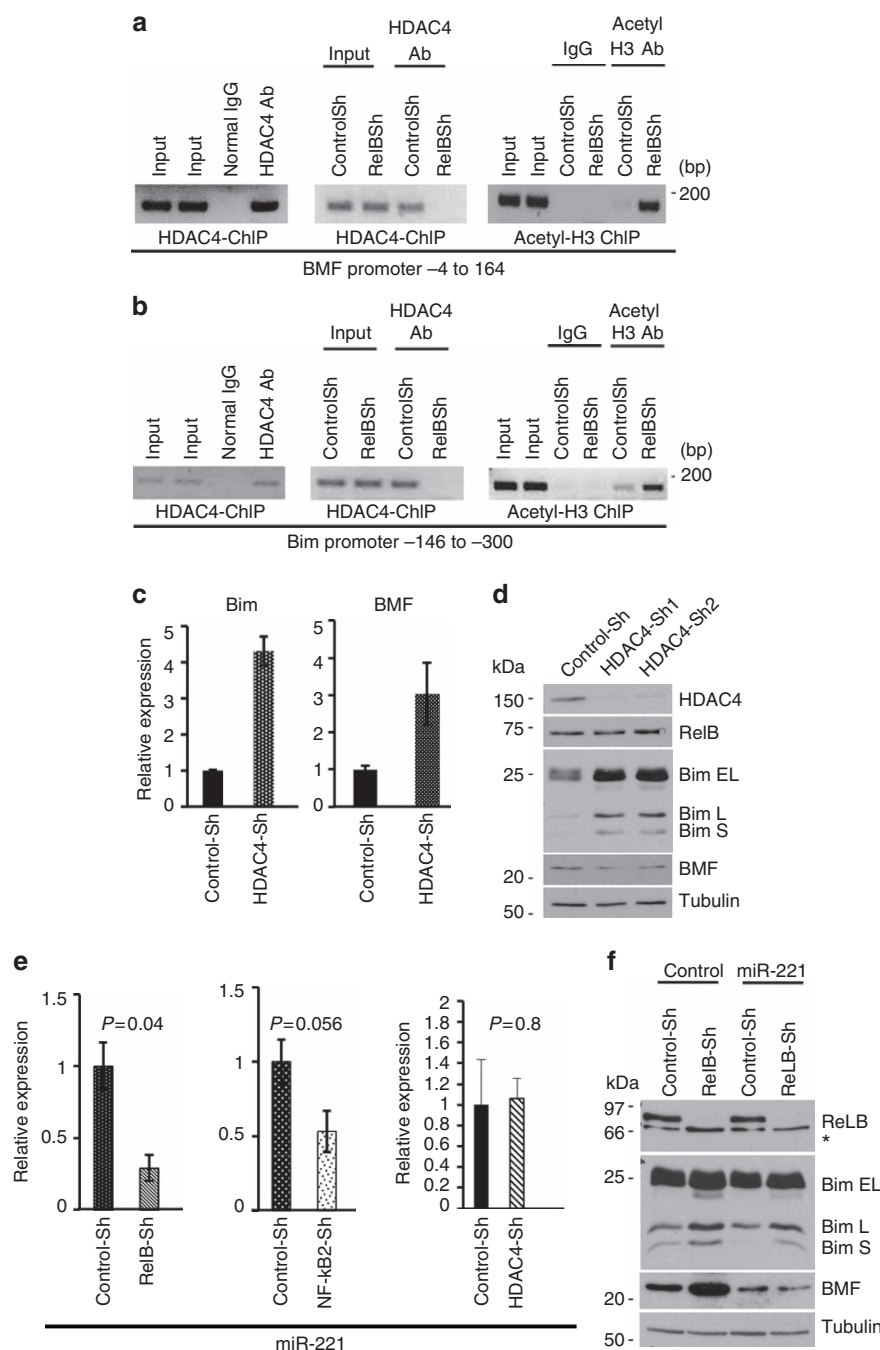 a
HDAC4
Acetyl
Input
Ab
IgG
H3 Ab
Input
Input
Normal IgG
HDAC4 Ab
ControlSh
RelBSh
ControlSh
RelBSh
Input
Input
ControlSh
RelBSh
ControlSh
RelBSh
(bp)
200
HDAC4-ChIP
HDAC4-ChIP
Acetyl-H3 ChIP
BMF promoter –4 to 164
b
HDAC4
Acetyl
Input
Ab
IgG
H3 Ab
Input
Input
Normal IgG
HDAC4 Ab
ControlSh
RelBSh
ControlSh
RelBSh
Input
Input
ControlSh
RelBSh
ControlSh
RelBSh
(bp)
200
HDAC4-ChIP
HDAC4-ChIP
Acetyl-H3 ChIP
Bim promoter –146 to –300
c
Bim
BMF
Relative expression
5
4
3
2
1
0
5
4
3
2
1
0
Control-Sh
HDAC4-Sh
Control-Sh
HDAC4-Sh
d
Control-Sh
HDAC4-Sh1
HDAC4-Sh2
kDa
150 -
HDAC4
75 -
RelB
25 -
Bim EL
Bim L
Bim S
BMF
20 -
Tubulin
50 -
e
Relative expression
1.5
1
0.5
0
P=0.04
Control-Sh
RelB-Sh
Relative expression
1.5
1
0.5
0
P=0.056
Control-Sh
NF-kB2-Sh
Relative expression
2
1.8
1.6
1.4
1.2
1
0.8
0.6
0.4
0.2
0
P=0.8
Control-Sh
HDAC4-Sh
miR-221
f
Control
miR-221
Control-Sh
RelB-Sh
Control-Sh
ReLB-Sh
kDa
97 -
ReLB
66 -
*
25 -
Bim EL
Bim L
Bim S
BMF
20 -
Tubulin
50 -